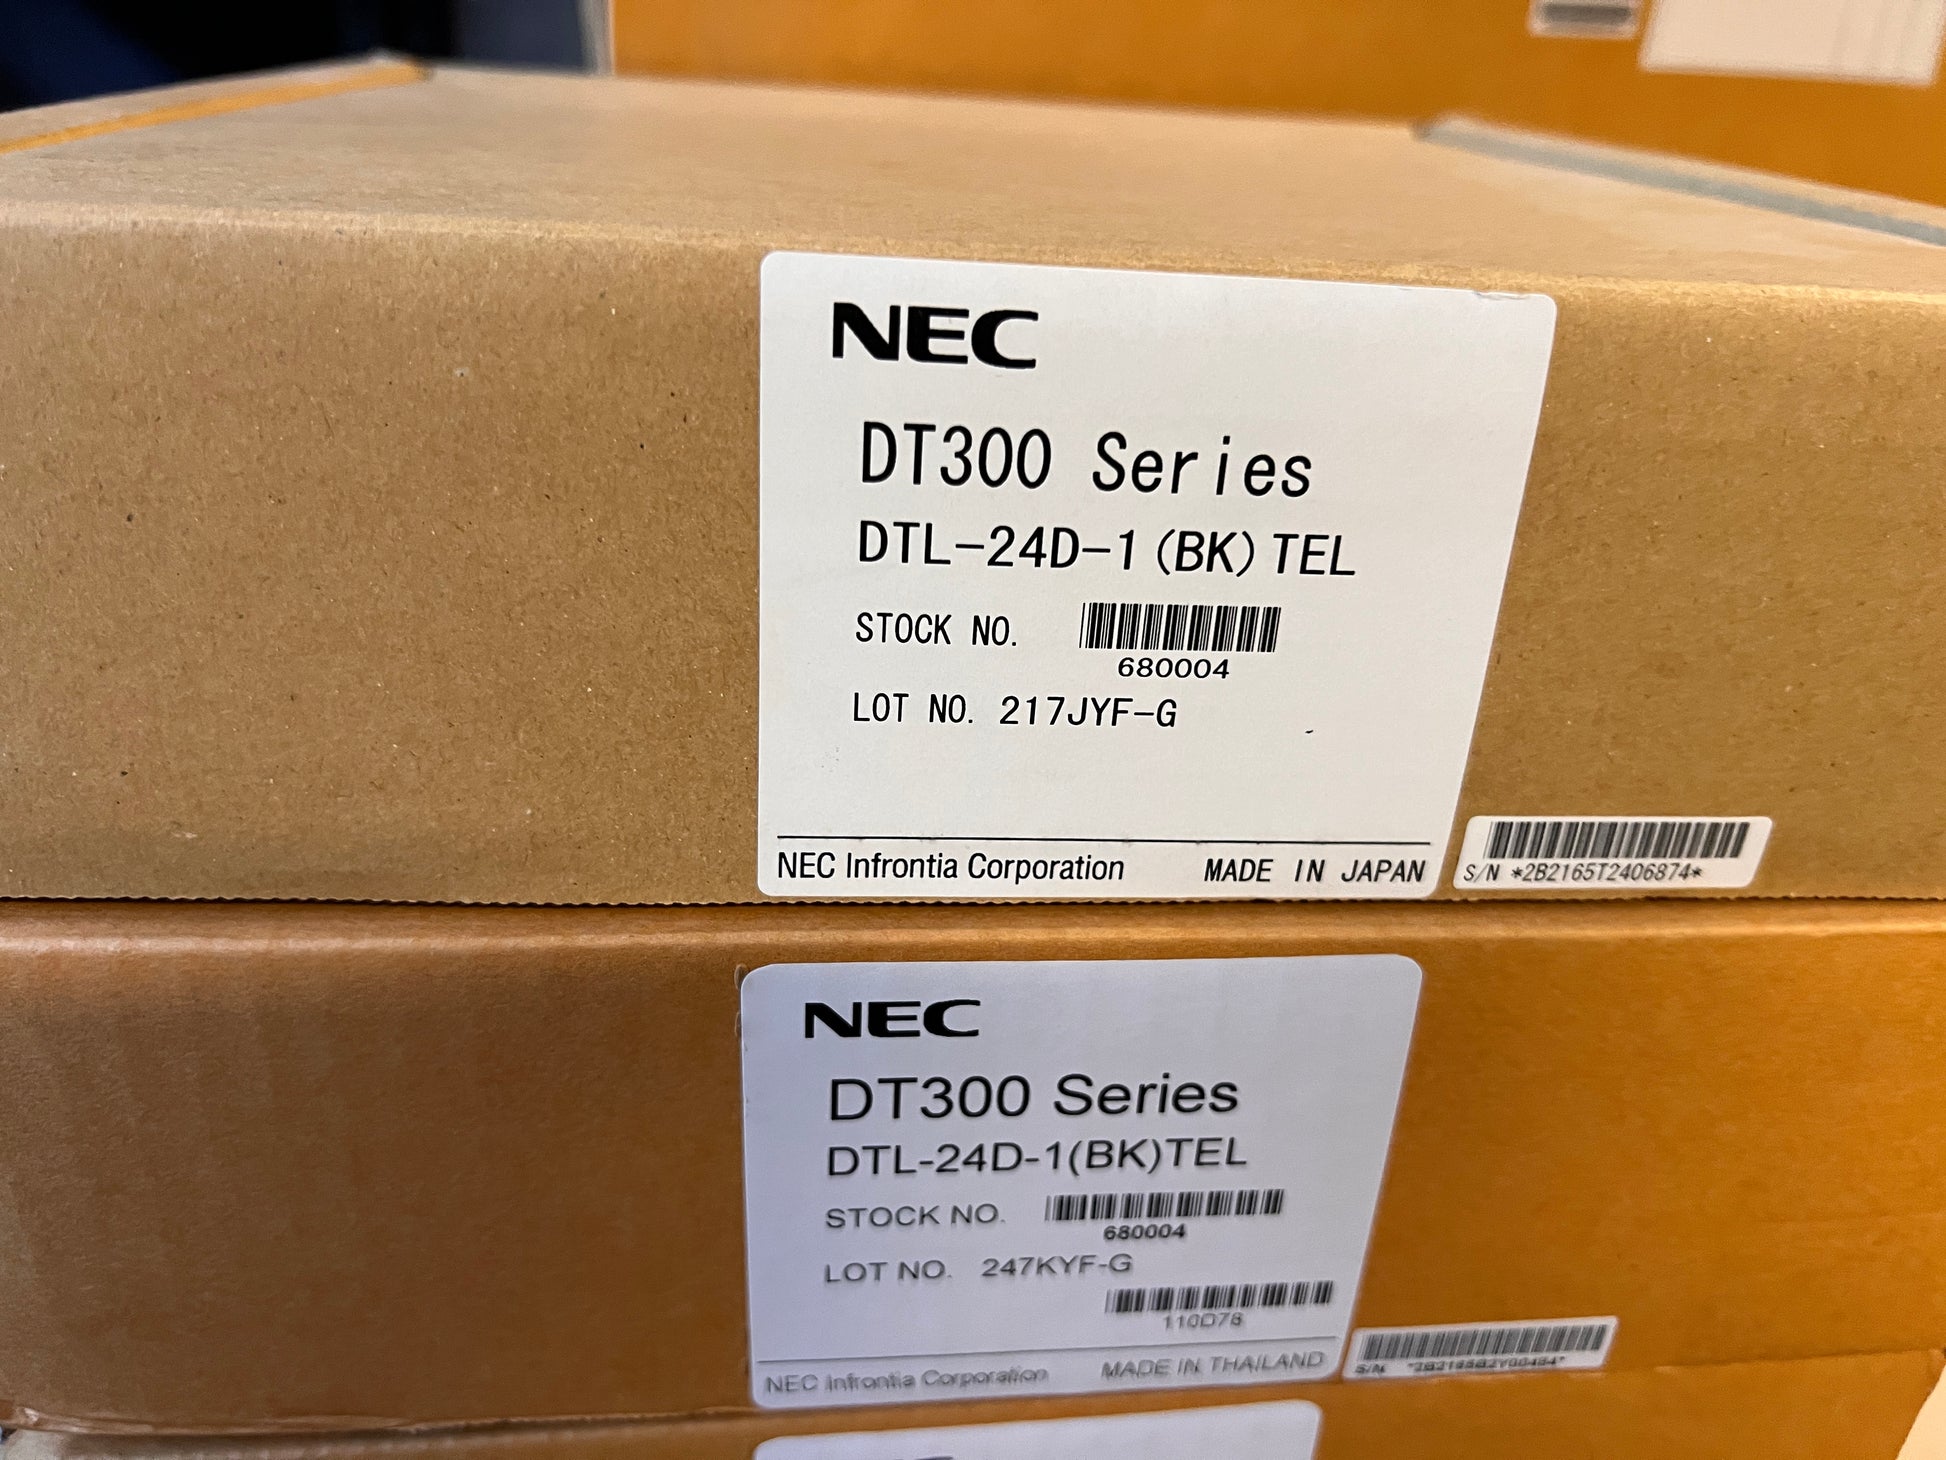 NEC
DT300 Series
DTL-24D-1(BK)TEL
STOCK NO.
680004
LOT NO. 217JYF-G
NEC Infrontia Corporation MADE IN JAPAN
S/N *2B2165T2406874*
NEC
DT300 Series
DTL-24D-1(BK)TEL
STOCK NO.
680004
LOT NO. 247KYF-G
110D78
NEC Infrontia Corporation MADE IN THAILAND
S/N